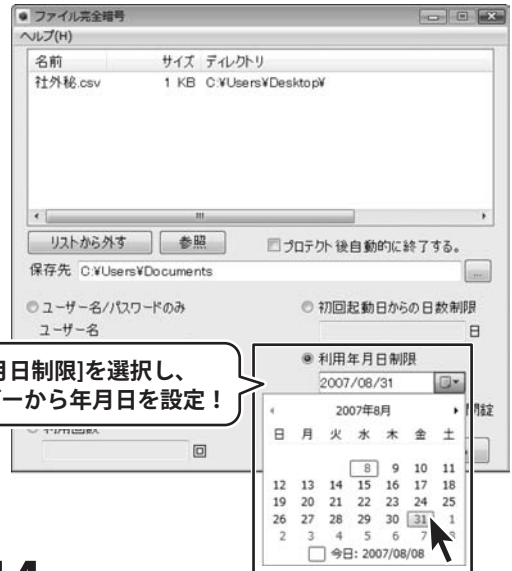 ファイル完全暗号
ヘルプ(H)
名前 サイズ ディレクトリ
社外秘.csv 1 KB C:¥Users¥Desktop¥
リストから外す 参照 プロテクト後自動的に終了する。
保存先 C:¥Users¥Documents ...
ユーザー名/パスワードのみ 初回起動日からの日数制限
ユーザー名 日
利用年月日制限
月日制限]を選択し、
ーから年月日を設定！
2007/08/31
2007年8月
日 月 火 水 木 金 土
8 9 10 11
12 13 14 15 16 17 18
19 20 21 22 23 24 25
26 27 28 29 30 31 1
2 3 4 5 6 7 8
今日: 2007/08/08
利用回数
回